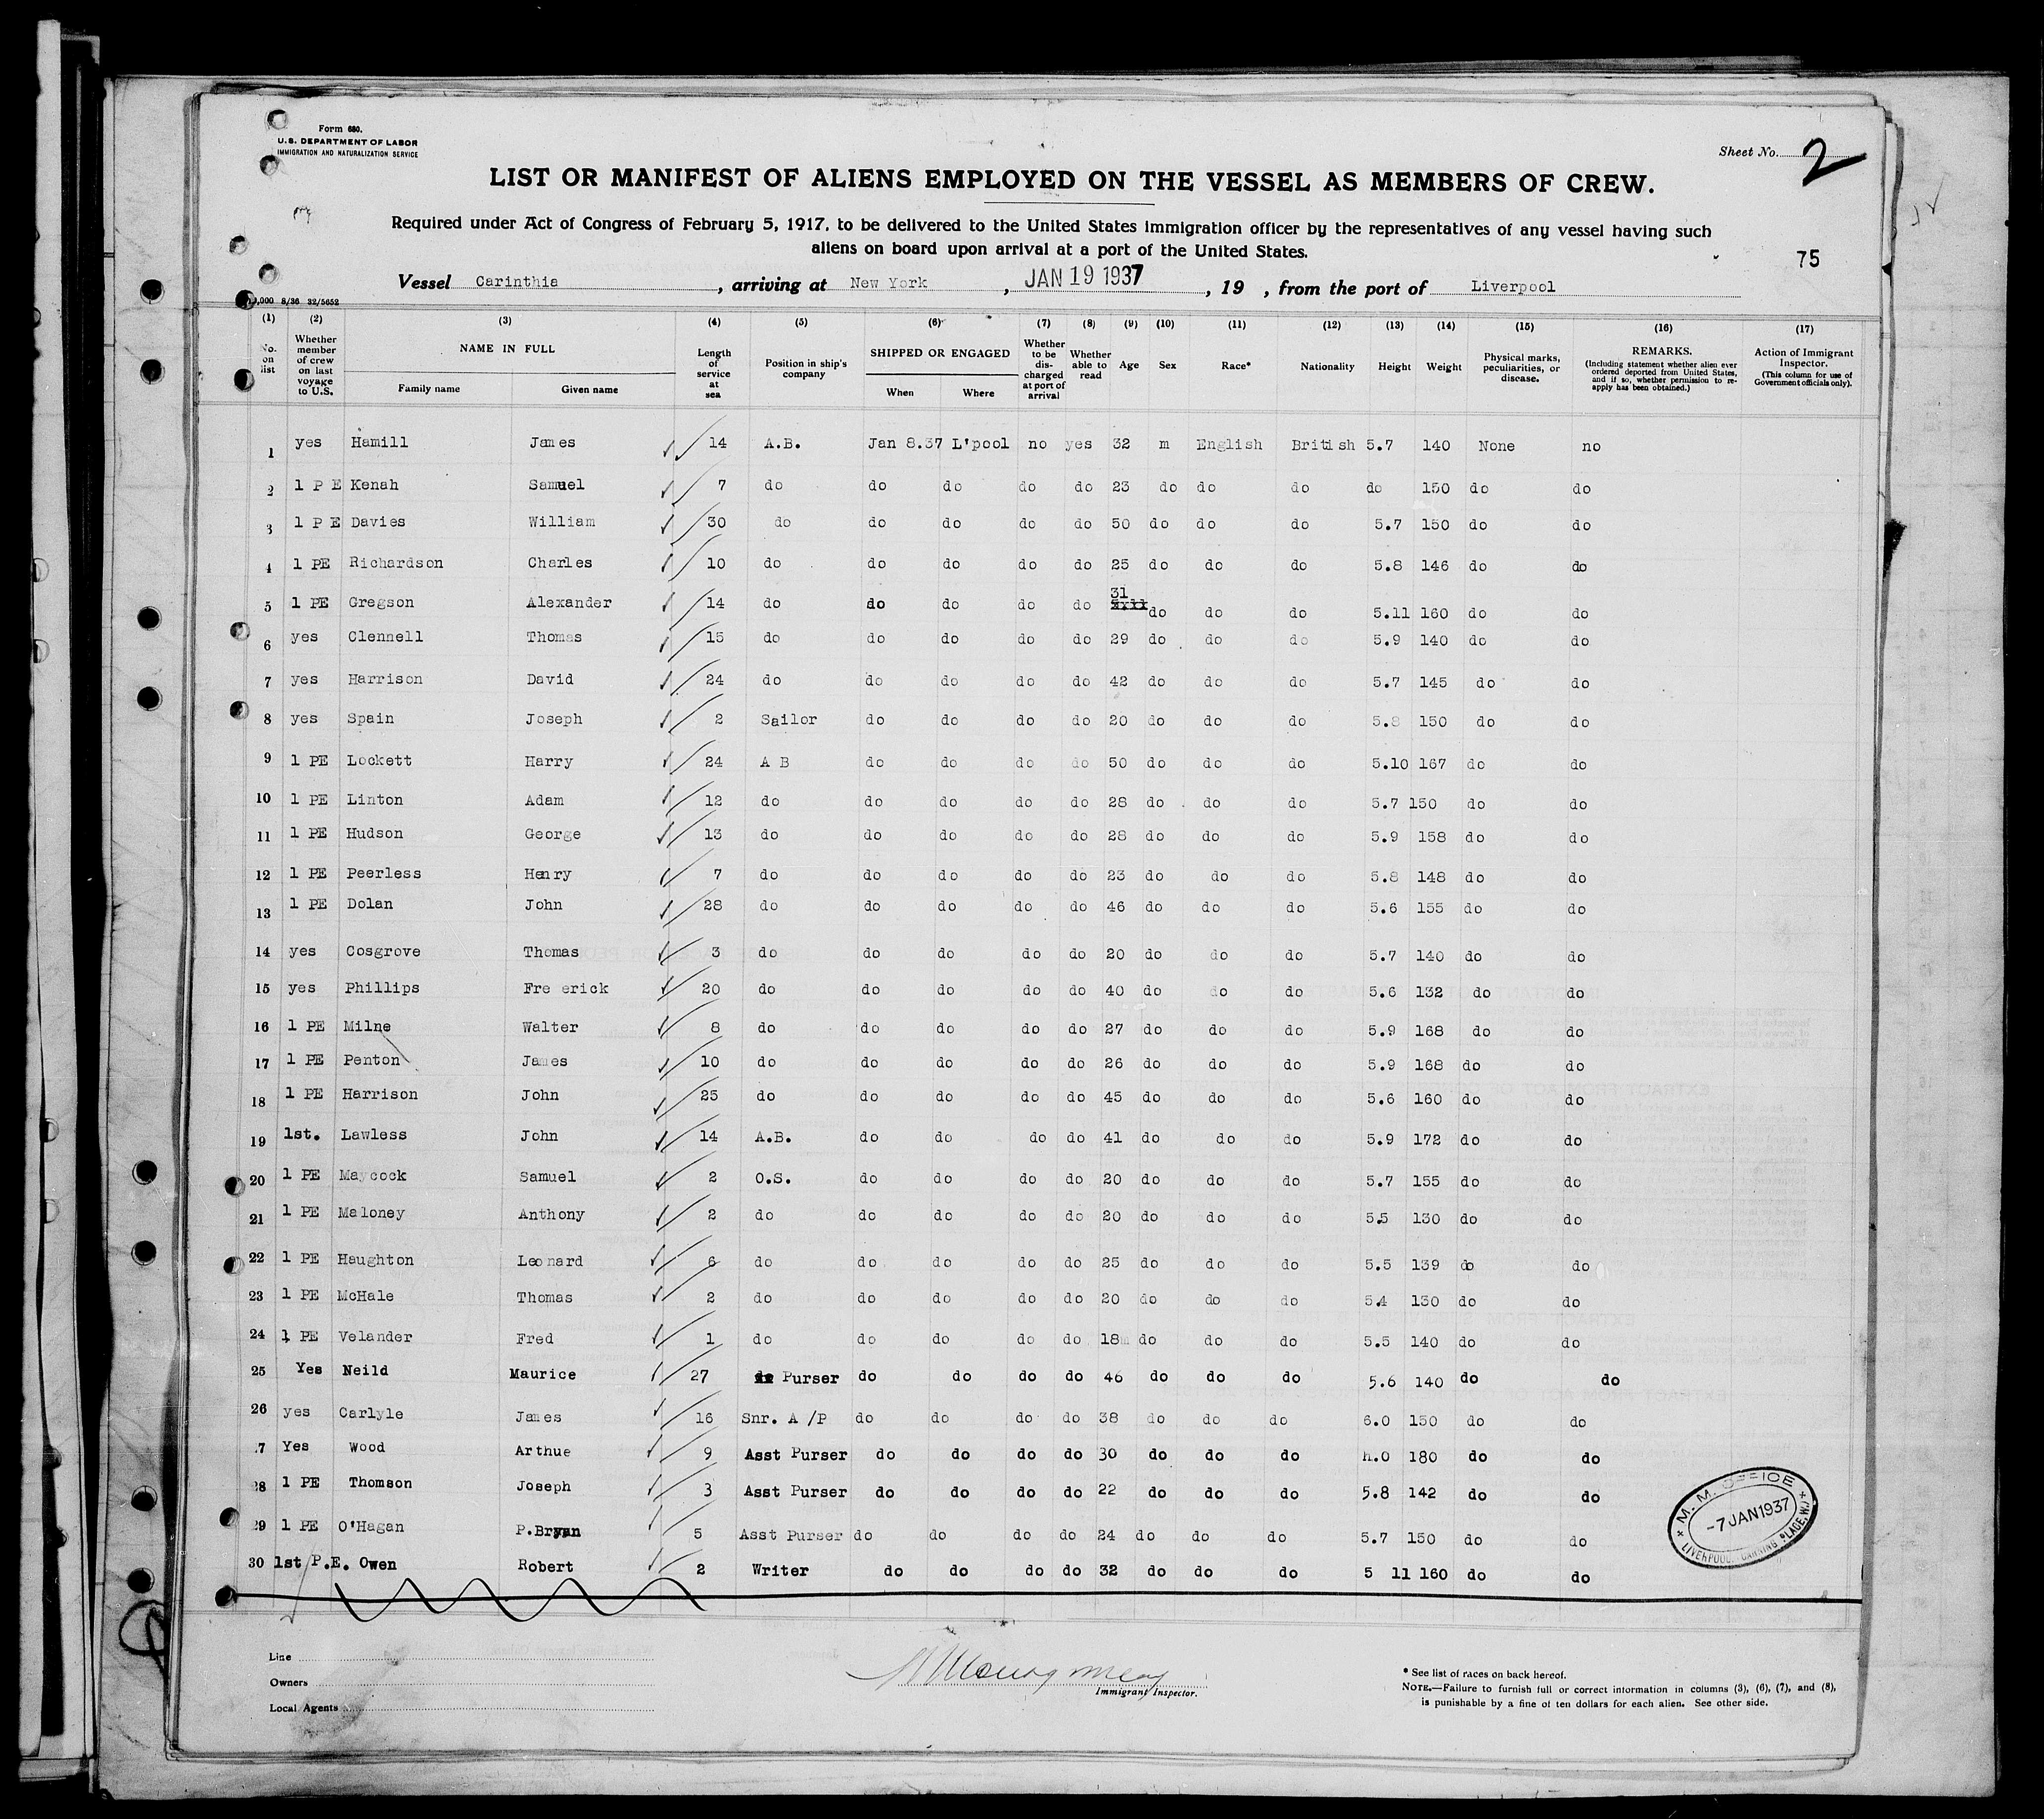 Form 680.
U.S. DEPARTMENT OF LABOR
IMMIGRATION AND NATURALIZATION SERVICE
Sheet No. 2
LIST OR MANIFEST OF ALIENS EMPLOYED ON THE VESSEL AS MEMBERS OF CREW.
Required under Act of Congress of February 5, 1917, to be delivered to the United States immigration officer by the representatives of any vessel having such
aliens on board upon arrival at a port of the United States.
75
Vessel Carinthia, arriving at New York, JAN 19 1937, 19 , from the port of Liverpool
,000 8/36 32/5652
(1) (2) (3) (4) (5) (6) (7) (8) (9) (10) (11) (12) (13) (14) (15) (16) (17)
No. on list Whether member of crew on last voyage to U.S. NAME IN FULL Family name Given name Length of service at sea Position in ship's company SHIPPED OR ENGAGED When Where Whether to be discharged at port of arrival Whether able to read Age Sex Race* Nationality Height Weight Physical marks, peculiarities, or disease. REMARKS. (Including statement whether alien ever ordered deported from United States, and if so, whether permission to reapply has been obtained.) Action of Immigrant Inspector. (This column for use of Government officials only).
1 yes Hamill James 14 A.B. Jan 8.37 L'pool no yes 32 m English British 5.7 140 None no
2 1 P E Kenah Samuel 7 do do do do do 23 do do do do 150 do do
3 1 P E Davies William 30 do do do do do 50 do do do 5.7 150 do do
4 1 PE Richardson Charles 10 do do do do do 25 do do do 5.8 146 do do
5 1 PE Gregson Alexander 14 do do do do do 31 do do do 5.11 160 do do
6 yes Clennell Thomas 15 do do do do do 29 do do do 5.9 140 do do
7 yes Harrison David 24 do do do do do 42 do do do 5.7 145 do do
8 yes Spain Joseph 2 Sailor do do do do 20 do do do 5.8 150 do do
9 1 PE Lockett Harry 24 A B do do do do 50 do do do 5.10 167 do do
10 1 PE Linton Adam 12 do do do do do 28 do do do 5.7 150 do do
11 1 PE Hudson George 13 do do do do do 28 do do do 5.9 158 do do
12 1 PE Peerless Henry 7 do do do do do 23 do do do 5.8 148 do do
13 1 PE Dolan John 28 do do do do do 46 do do do 5.6 155 do do
14 yes Cosgrove Thomas 3 do do do do do 20 do do do 5.7 140 do do
15 yes Phillips Fre erick 20 do do do do do 40 do do do 5.6 132 do do
16 1 PE Milne Walter 8 do do do do do 27 do do do 5.9 168 do do
17 1 PE Penton James 10 do do do do do 26 do do do 5.9 168 do do
18 1 PE Harrison John 25 do do do do do 45 do do do 5.6 160 do do
19 1st. Lawless John 14 A.B. do do do do 41 do do do 5.9 172 do do
20 1 PE Maycock Samuel 2 O.S. do do do do 20 do do do 5.7 155 do do
21 1 PE Maloney Anthony 2 do do do do do 20 do do do 5.5 130 do do
22 1 PE Haughton Leonard 6 do do do do do 25 do do do 5.5 139 do do
23 1 PE McHale Thomas 2 do do do do do 20 do do do 5.4 130 do do
24 1 PE Velander Fred 1 do do do do do 18 do do do 5.5 140 do do
25 Yes Neild Maurice 27 Purser do do do do 46 do do do 5.6 140 do do
26 yes Carlyle James 16 Snr. A /P do do do do 38 do do do 6.0 150 do do
27 Yes Wood Arthue 9 Asst Purser do do do do 30 do do do h.0 180 do do
28 1 PE Thomson Joseph 3 Asst Purser do do do do 22 do do do 5.8 142 do do
29 1 PE O'Hagan P.Bryan 5 Asst Purser do do do do 24 do do do 5.7 150 do do
30 1st P.E. Owen Robert 2 Writer do do do do 32 do do do 5 11 160 do do
M. M. OFFICE
-7 JAN 1937
LIVERPOOL. CANNING PLACE, W.
Line
Owners
Local Agents
Immigrant Inspector.
* See list of races on back hereof.
NOTE.—Failure to furnish full or correct information in columns (3), (6), (7), and (8),
is punishable by a fine of ten dollars for each alien. See other side.